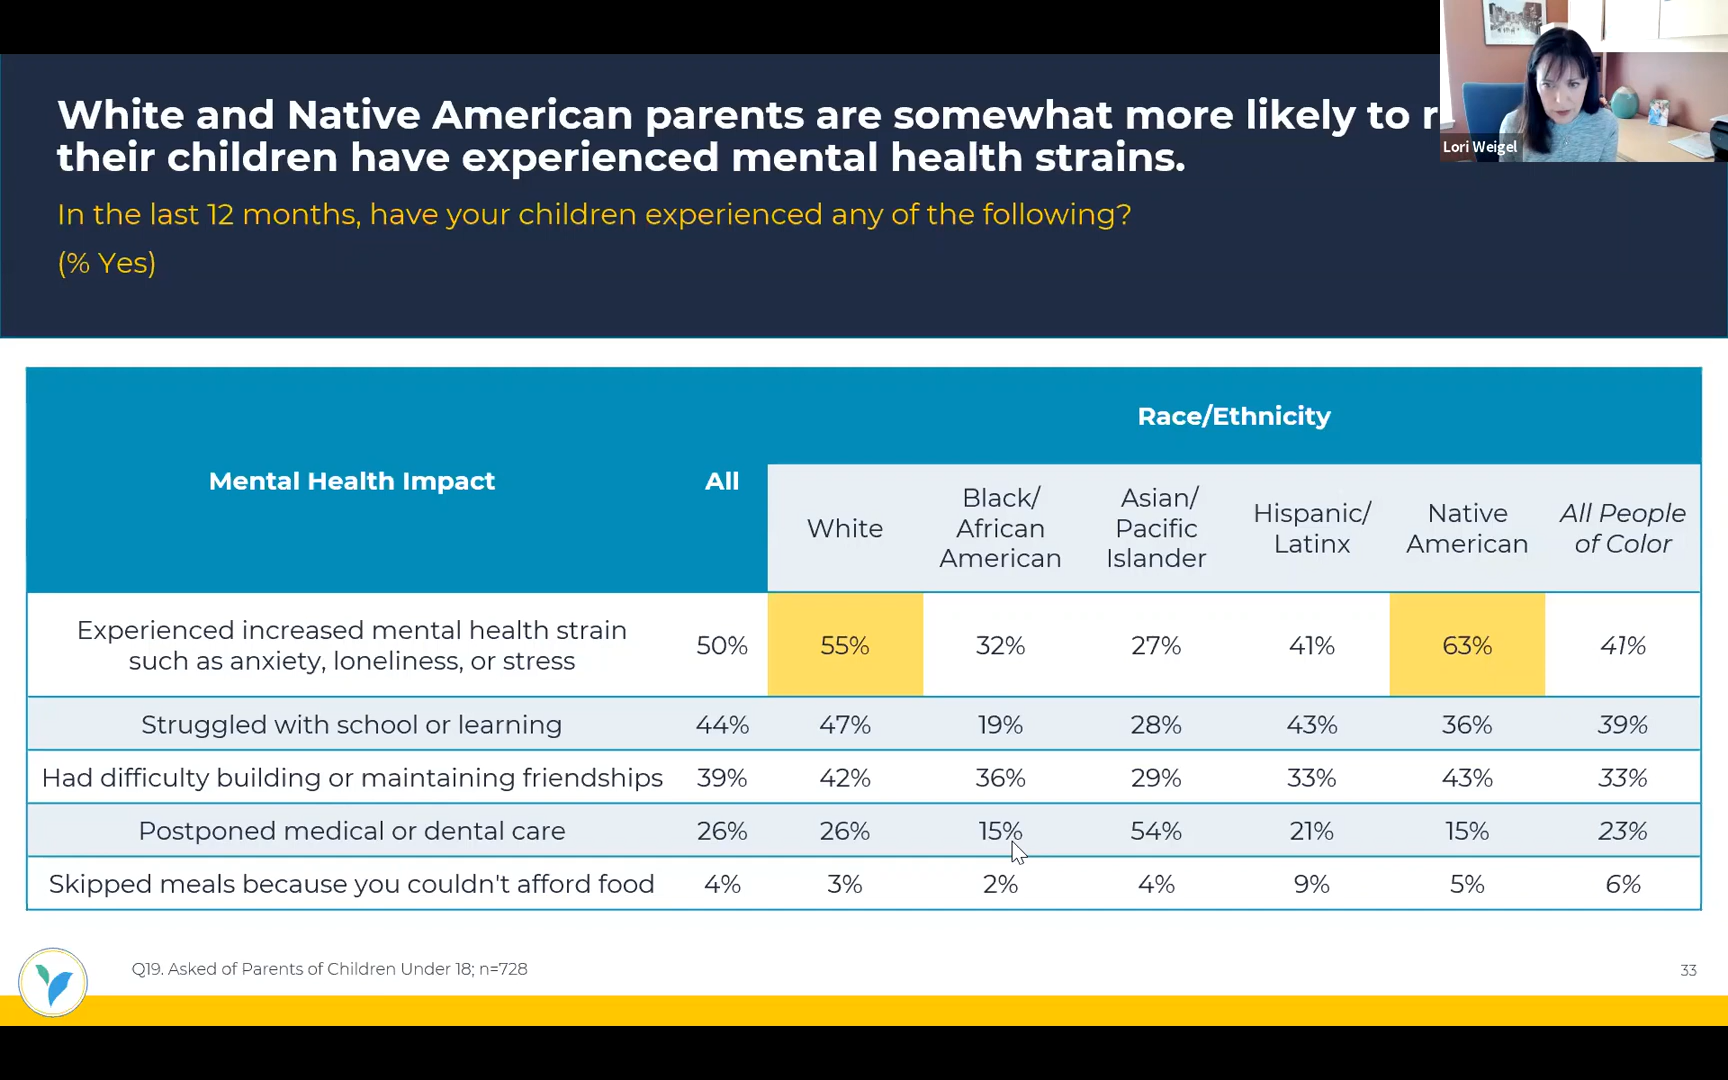 White and Native American parents are somewhat more likely to
their children have experienced mental health strains.
In the last 12 months, have your children experienced any of the following?
(% Yes)
Lori Weigel
Mental Health Impact All Race/Ethnicity
White Black/ African American Asian/ Pacific Islander Hispanic/ Latinx Native American All People of Color
Experienced increased mental health strain
such as anxiety, loneliness, or stress 50% 55% 32% 27% 41% 63% 41%
Struggled with school or learning 44% 47% 19% 28% 43% 36% 39%
Had difficulty building or maintaining friendships 39% 42% 36% 29% 33% 43% 33%
Postponed medical or dental care 26% 26% 15% 54% 21% 15% 23%
Skipped meals because you couldn't afford food 4% 3% 2% 4% 9% 5% 6%
Q19. Asked of Parents of Children Under 18; n=728
33